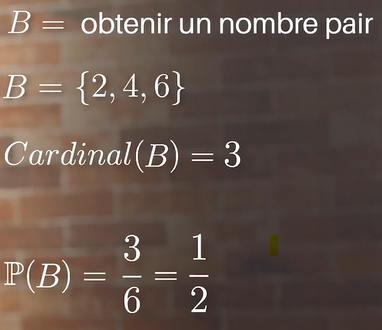 B = obtenir un nombre pair
B = {2, 4, 6}
Cardinal(B) = 3
ℙ(B) = 3/6 = 1/2